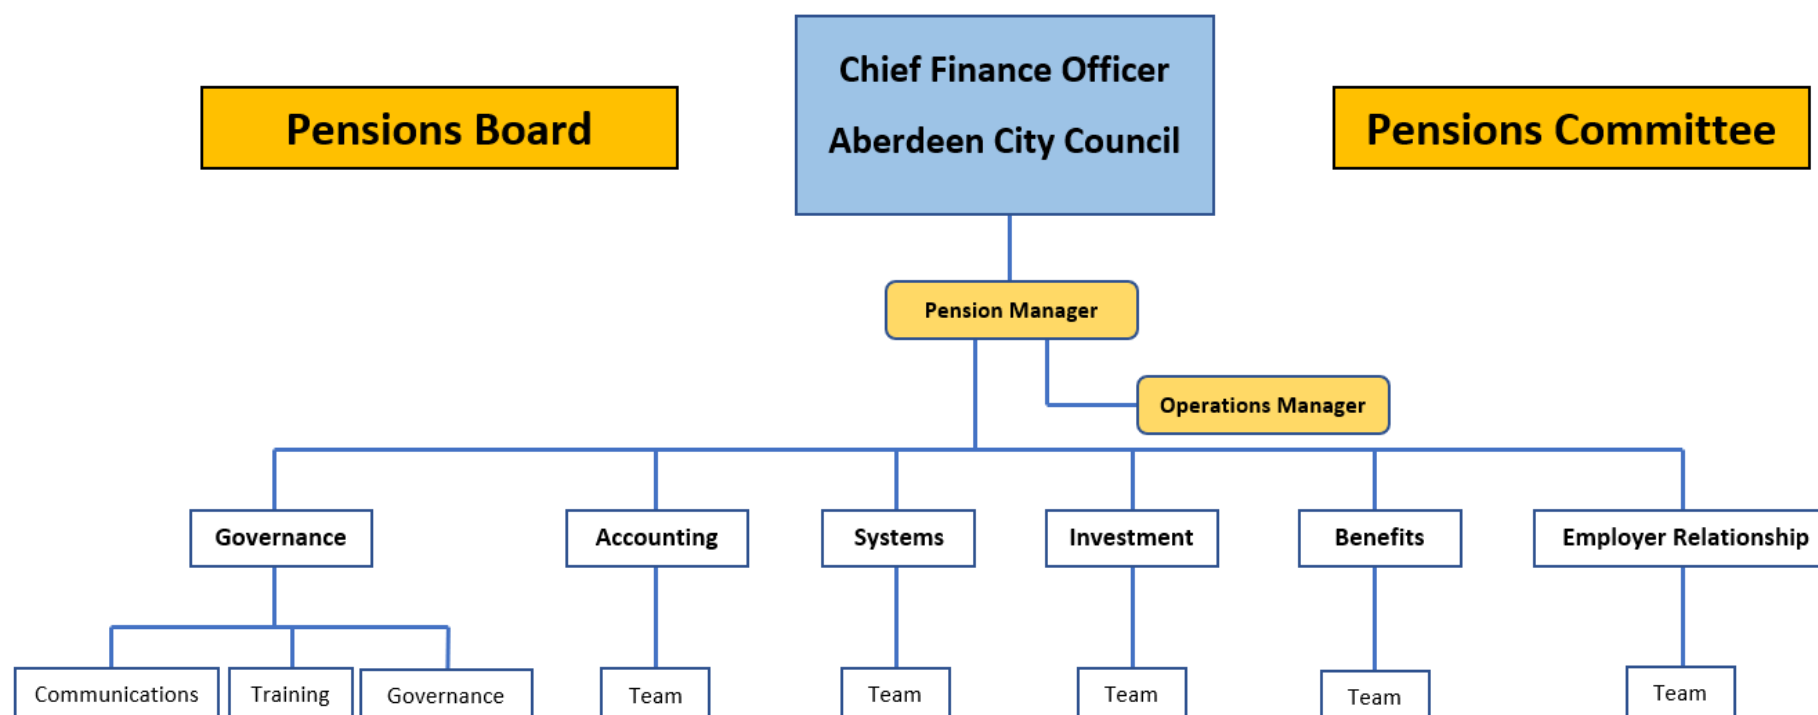 Chief Finance Officer
Aberdeen City Council
Pensions Board
Pensions Committee
Pension Manager
Operations Manager
Governance
Accounting
Systems
Investment
Benefits
Employer Relationship
Communications
Training
Governance
Team
Team
Team
Team
Team